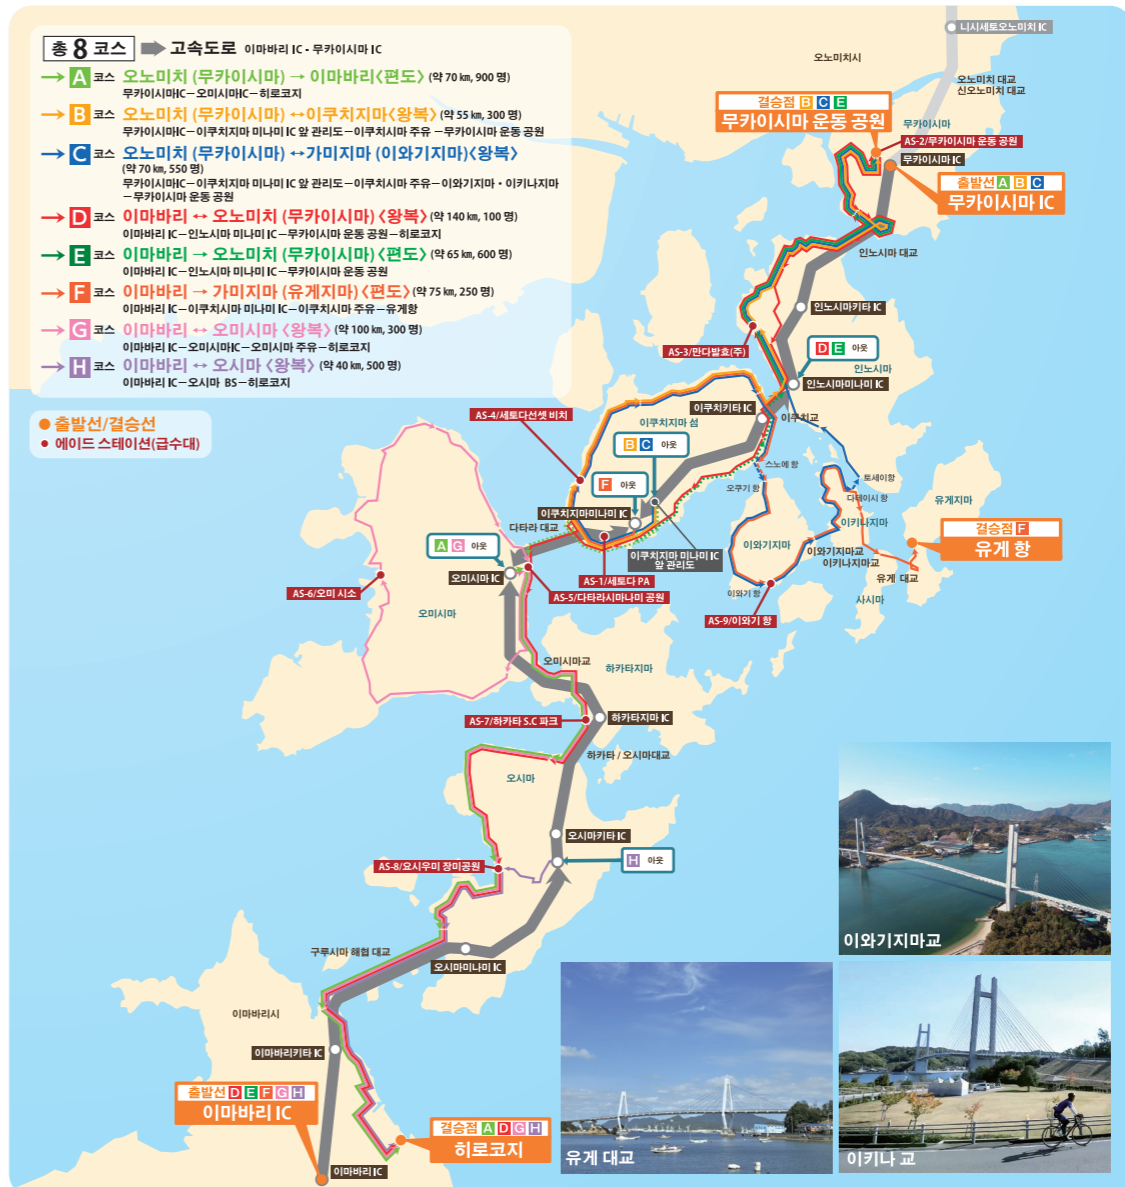 총 8 코스 고속도로 이마바리 IC - 무카이시마 IC
A 코스 오노미치 (무카이시마) → 이마바리〈편도〉 (약 70 km, 900 명)
무카이시마IC－오미시마IC－히로코지
B 코스 오노미치 (무카이시마) ↔이쿠치지마〈왕복〉 (약 55 km, 300 명)
무카이시마IC－이쿠치지마 미나미 IC 앞 관리도－이쿠치시마 주유 －무카이시마 운동 공원
C 코스 오노미치 (무카이시마) ↔가미지마 (이와기지마)〈왕복〉
(약 70 km, 550 명)
무카이시마IC－이쿠치지마 미나미 IC 앞 관리도－이쿠치시마 주유－이와기지마・이키나지마
－무카이시마 운동 공원
D 코스 이마바리 ↔ 오노미치 (무카이시마) 〈왕복〉 (약 140 km, 100 명)
이마바리 IC－인노시마 미나미 IC－무카이시마 운동 공원－히로코지
E 코스 이마바리 → 오노미치 (무카이시마) 〈편도〉 (약 65 km, 600 명)
이마바리 IC－인노시마 미나미 IC－무카이시마 운동 공원
F 코스 이마바리 → 가미지마 (유게지마) 〈편도〉 (약 75 km, 250 명)
이마바리 IC－이쿠치시마 미나미 IC－이쿠치시마 주유－유게항
G 코스 이마바리 ↔ 오미시마 〈왕복〉 (약 100 km, 300 명)
이마바리 IC－오미시마IC－오미시마 주유－히로코지
H 코스 이마바리 ↔ 오시마 〈왕복〉 (약 40 km, 500 명)
이마바리 IC－오시마 BS－히로코지
출발선/결승선
에이드 스테이션(급수대)
니시세토오노미치 IC
오노미치시
오노미치 대교
신오노미치 대교
결승점 B C E
무카이시마 운동 공원
무카이시마
AS-2/무카이시마 운동 공원
무카이시마 IC
출발선 A B C
무카이시마 IC
인노시마 대교
인노시마키타 IC
AS-3/만다발효(주)
D E 아웃
인노시마
인노시마미나미 IC
이쿠치키타 IC
이쿠치교
AS-4/세토다선셋 비치
이쿠치지마 섬
B C 아웃
스노에 항
F 아웃
오쿠기 항
토세이항
다테이시 항
유게지마
이쿠치지마미나미 IC
다타라 대교
이키나지마
결승점 F
유게 항
A G 아웃
이와기지마
이와기지마교
이키나지마교
이쿠치지마 미나미 IC
앞 관리도
오미시마 IC
AS-1/세토다 PA
유게 대교
AS-6/오미 시소
AS-5/다타라시마나미 공원
이와기 항
사시마
오미시마
AS-9/이와기 항
오미시마교
하카타지마
AS-7/하카타 S.C 파크
하카타지마 IC
하카타 / 오시마대교
오시마
오시마키타 IC
AS-8/요시우미 장미공원
H 아웃
이와기지마교
구루시마 해협 대교
오시마미나미 IC
이마바리시
이마바리키타 IC
출발선 D E F G H
이마바리 IC
결승점 A D G H
히로코지
이마바리 IC
유게 대교
이키나 교